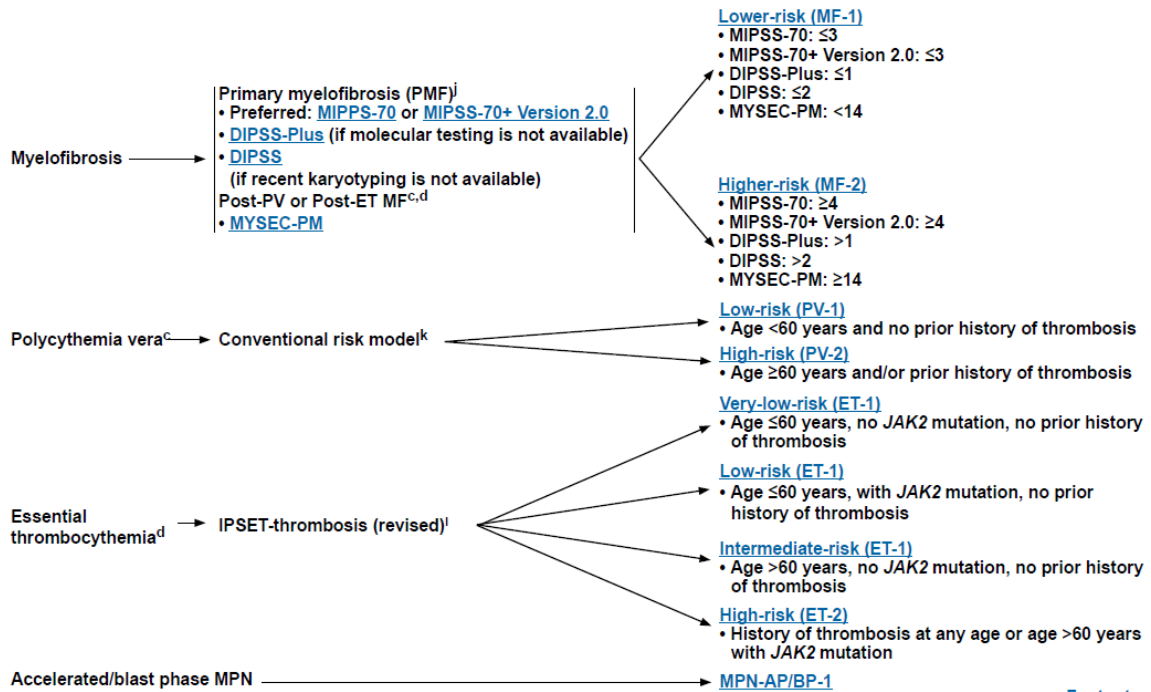 Lower-risk (MF-1)
• MIPSS-70: ≤3
• MIPSS-70+ Version 2.0: ≤3
• DIPSS-Plus: ≤1
• DIPSS: ≤2
• MYSEC-PM: <14
Primary myelofibrosis (PMF)j
• Preferred: MIPPS-70 or MIPSS-70+ Version 2.0
• DIPSS-Plus (if molecular testing is not available)
• DIPSS
(if recent karyotyping is not available)
Post-PV or Post-ET MFc,d
• MYSEC-PM
Myelofibrosis
Higher-risk (MF-2)
• MIPSS-70: ≥4
• MIPSS-70+ Version 2.0: ≥4
• DIPSS-Plus: >1
• DIPSS: >2
• MYSEC-PM: ≥14
Polycythemia verac
Conventional risk modelk
Low-risk (PV-1)
• Age <60 years and no prior history of thrombosis
High-risk (PV-2)
• Age ≥60 years and/or prior history of thrombosis
Essential
thrombocythemiad
IPSET-thrombosis (revised)l
Very-low-risk (ET-1)
• Age ≤60 years, no JAK2 mutation, no prior history
of thrombosis
Low-risk (ET-1)
• Age ≤60 years, with JAK2 mutation, no prior
history of thrombosis
Intermediate-risk (ET-1)
• Age >60 years, no JAK2 mutation, no prior history
of thrombosis
High-risk (ET-2)
• History of thrombosis at any age or age >60 years
with JAK2 mutation
Accelerated/blast phase MPN
MPN-AP/BP-1